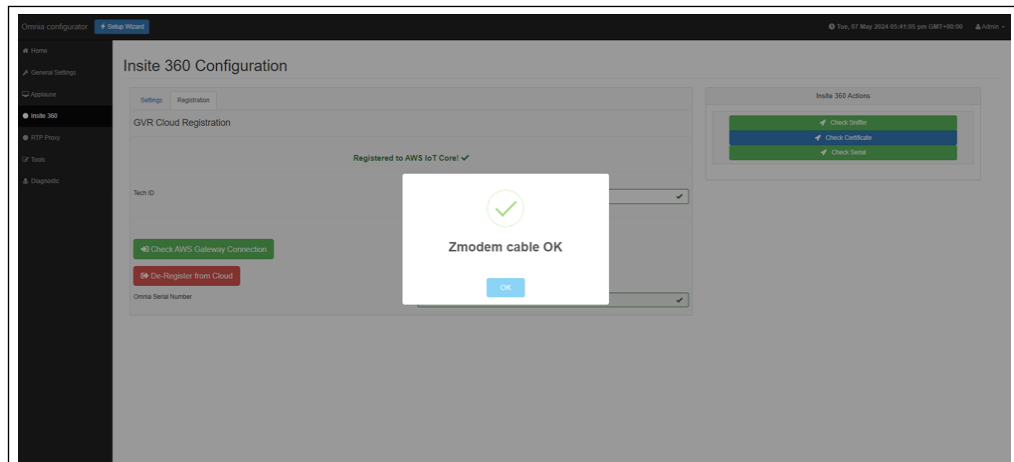 Omnia configurator Setup Wizard Tue, 07 May 2024 05:41:05 pm GMT+00:00 Admin
Home
General Settings
Applause
Insite 360
RTP Proxy
Tools
Diagnostic
Insite 360 Configuration
Settings Registration
GVR Cloud Registration
Registered to AWS IoT Core!
Tech ID
Check AWS Gateway Connection
De-Register from Cloud
Omnia Serial Number
Zmodem cable OK
OK
Insite 360 Actions
Check Sniffer
Check Certificate
Check Serial